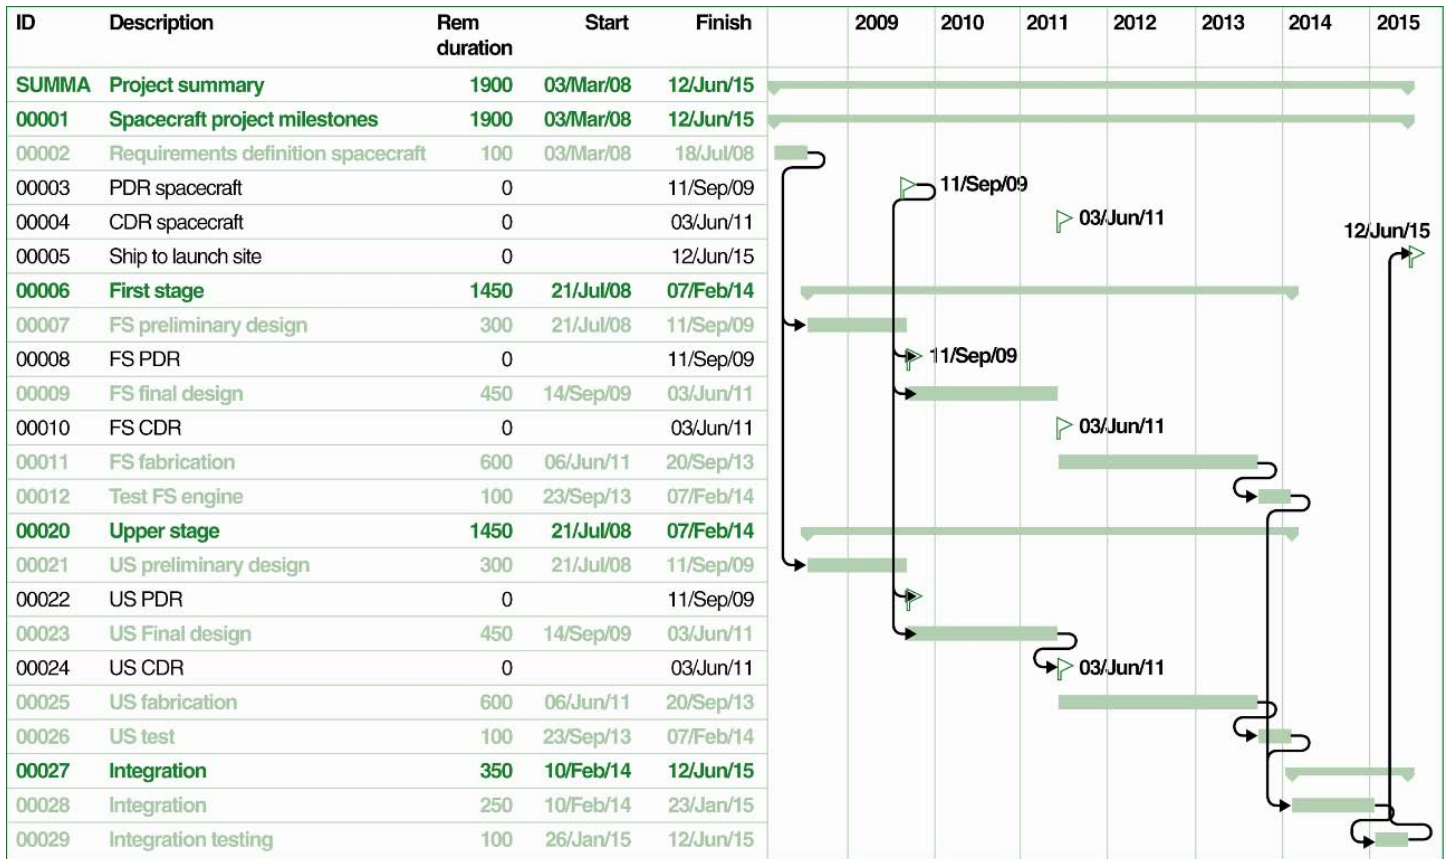 ID Description Rem duration Start Finish 2009 2010 2011 2012 2013 2014 2015
SUMMA Project summary 1900 03/Mar/08 12/Jun/15
00001 Spacecraft project milestones 1900 03/Mar/08 12/Jun/15
00002 Requirements definition spacecraft 100 03/Mar/08 18/Jul/08
00003 PDR spacecraft 0 11/Sep/09 11/Sep/09
00004 CDR spacecraft 0 03/Jun/11 03/Jun/11
00005 Ship to launch site 0 12/Jun/15 12/Jun/15
00006 First stage 1450 21/Jul/08 07/Feb/14
00007 FS preliminary design 300 21/Jul/08 11/Sep/09
00008 FS PDR 0 11/Sep/09 11/Sep/09
00009 FS final design 450 14/Sep/09 03/Jun/11
00010 FS CDR 0 03/Jun/11 03/Jun/11
00011 FS fabrication 600 06/Jun/11 20/Sep/13
00012 Test FS engine 100 23/Sep/13 07/Feb/14
00020 Upper stage 1450 21/Jul/08 07/Feb/14
00021 US preliminary design 300 21/Jul/08 11/Sep/09
00022 US PDR 0 11/Sep/09
00023 US Final design 450 14/Sep/09 03/Jun/11
00024 US CDR 0 03/Jun/11 03/Jun/11
00025 US fabrication 600 06/Jun/11 20/Sep/13
00026 US test 100 23/Sep/13 07/Feb/14
00027 Integration 350 10/Feb/14 12/Jun/15
00028 Integration 250 10/Feb/14 23/Jan/15
00029 Integration testing 100 26/Jan/15 12/Jun/15